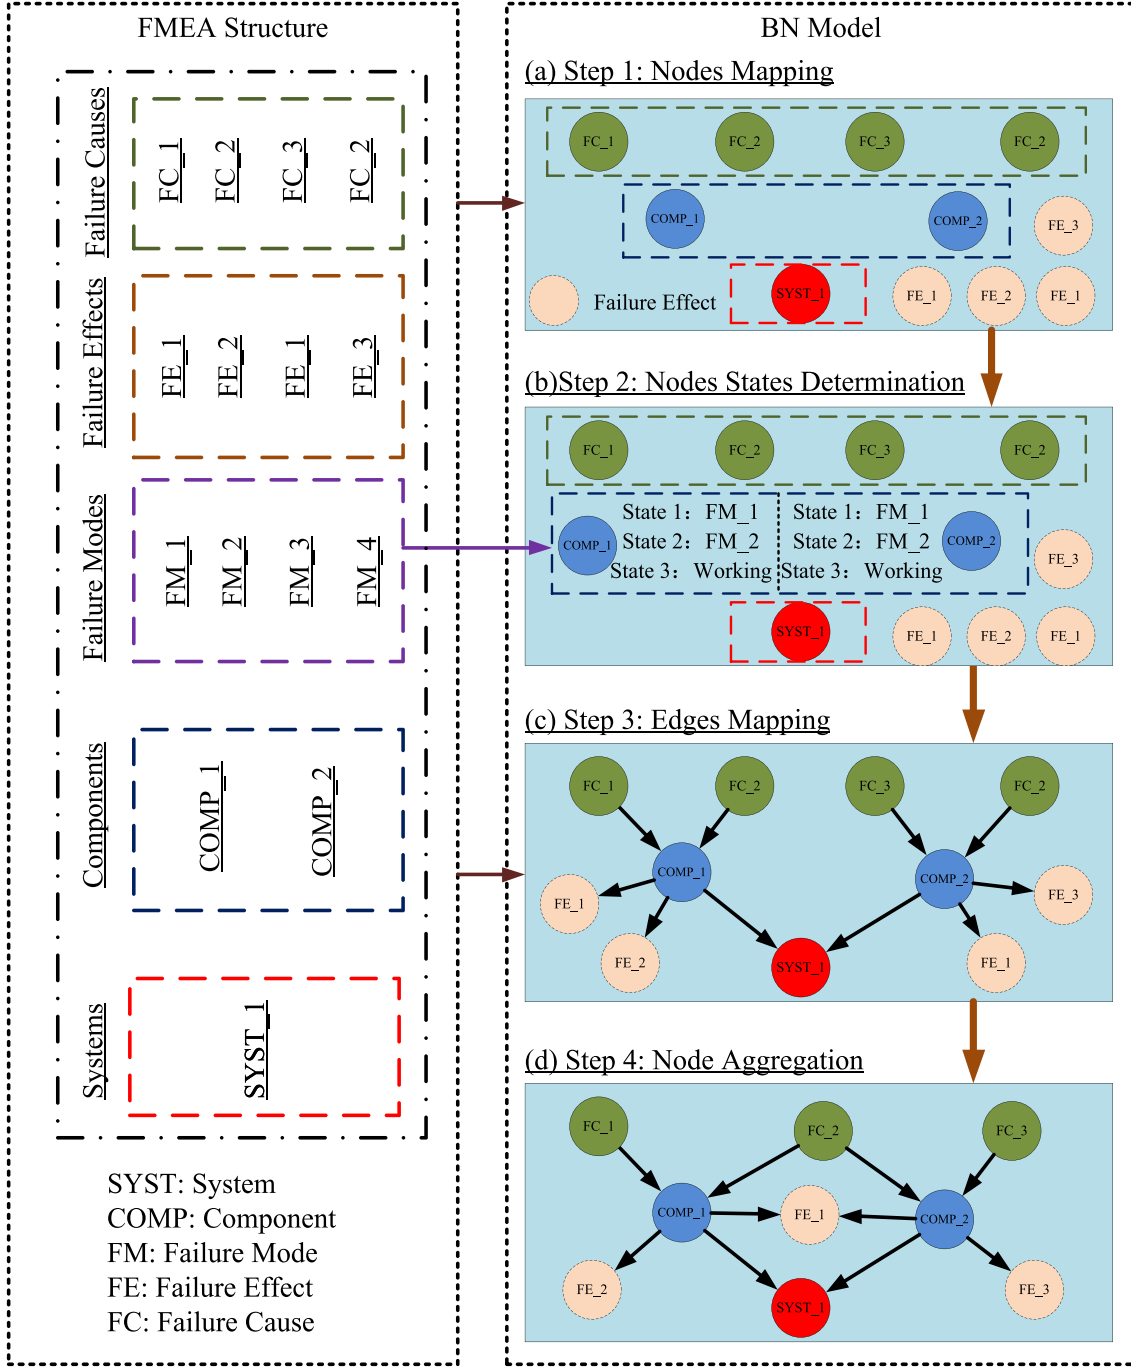 FMEA Structure
Failure Causes
FC_1
FC_2
FC_3
FC_2
Failure Effects
FE_1
FE_2
FE_1
FE_3
Failure Modes
FM_1
FM_2
FM_3
FM_4
Components
COMP_1
COMP_2
Systems
SYST_1
SYST: System
COMP: Component
FM: Failure Mode
FE: Failure Effect
FC: Failure Cause
BN Model
(a) Step 1: Nodes Mapping
FC_1
FC_2
FC_3
FC_2
COMP_1
COMP_2
FE_3
Failure Effect
SYST_1
FE_1
FE_2
FE_1
(b)Step 2: Nodes States Determination
FC_1
FC_2
FC_3
FC_2
COMP_1
State 1: FM_1
State 2: FM_2
State 3: Working
State 1: FM_1
State 2: FM_2
State 3: Working
COMP_2
FE_3
SYST_1
FE_1
FE_2
FE_1
(c) Step 3: Edges Mapping
FC_1
FC_2
FC_3
FC_2
COMP_1
COMP_2
FE_1
FE_3
FE_2
SYST_1
FE_1
(d) Step 4: Node Aggregation
FC_1
FC_2
FC_3
COMP_1
FE_1
COMP_2
FE_2
SYST_1
FE_3